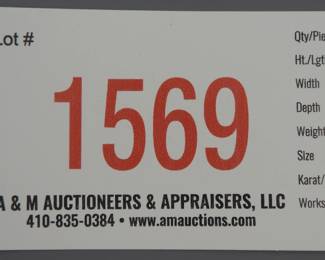 Lot #
1569
A & M AUCTIONEERS & APPRAISERS, LLC
410-835-0384 • www.amauctions.com
Qty/Pie
Ht./Lgt
Width
Depth
Weight
Size
Karat/
Works